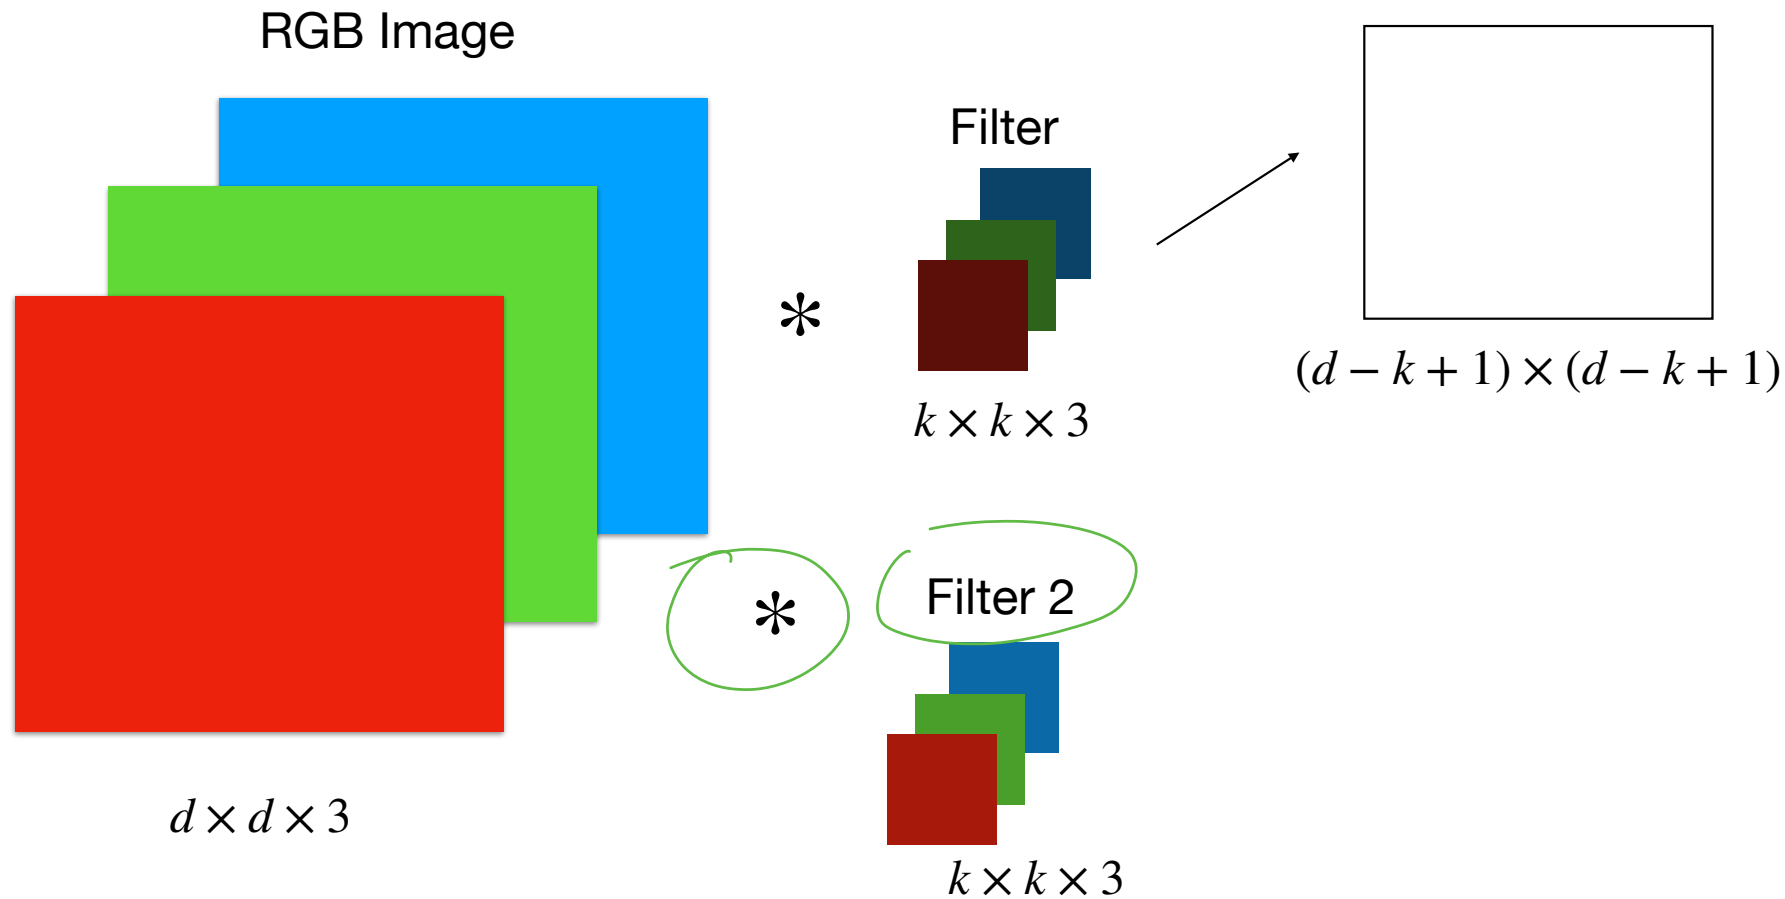 RGB Image
Filter
*
k × k × 3
(d − k + 1) × (d − k + 1)
*
Filter 2
d × d × 3
k × k × 3